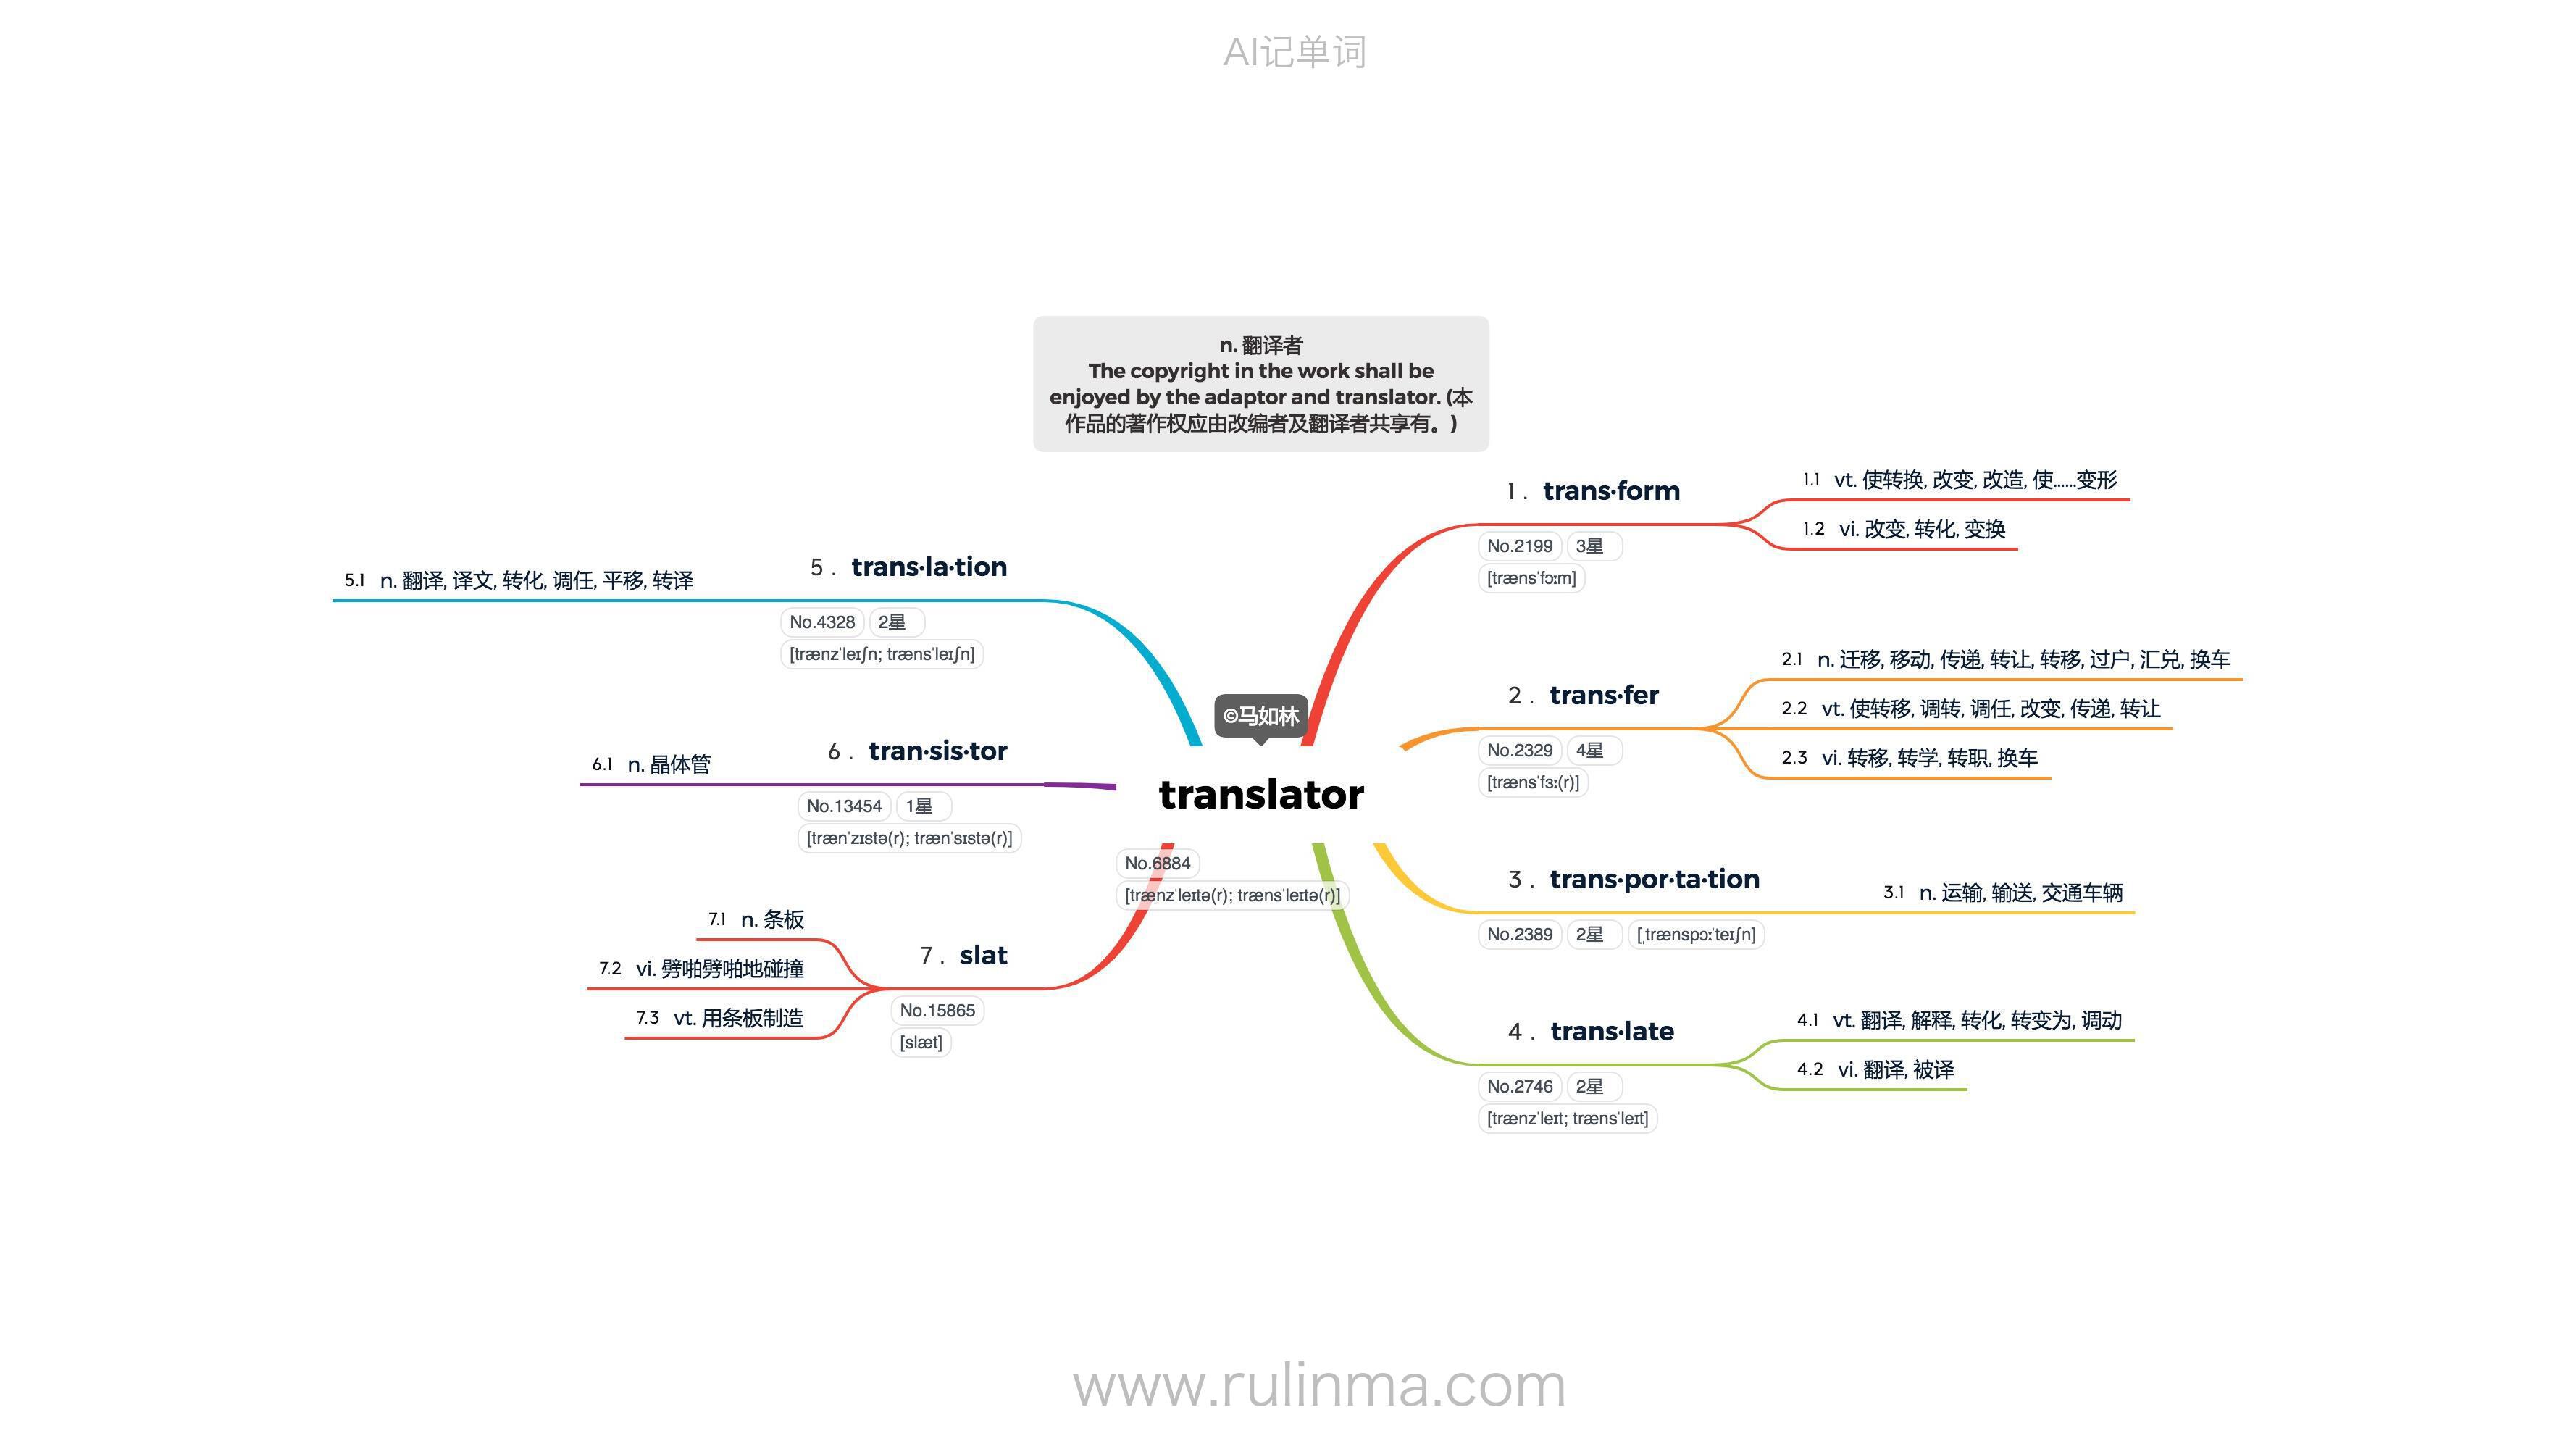 AI记单词
n. 翻译者
The copyright in the work shall be
enjoyed by the adaptor and translator. (本
作品的著作权应由改编者及翻译者共享有。)
©马如林
translator
No.6884
[trænzˈleɪtə(r); trænsˈleɪtə(r)]
1. trans·form
No.2199 3星
[trænsˈfɔːm]
1.1 vt. 使转换, 改变, 改造, 使……变形
1.2 vi. 改变, 转化, 变换
2. trans·fer
No.2329 4星
[trænsˈfɜː(r)]
2.1 n. 迁移, 移动, 传递, 转让, 转移, 过户, 汇兑, 换车
2.2 vt. 使转移, 调转, 调任, 改变, 传递, 转让
2.3 vi. 转移, 转学, 转职, 换车
3. trans·por·ta·tion
No.2389 2星 [ˌtrænspɔːˈteɪʃn]
3.1 n. 运输, 输送, 交通车辆
4. trans·late
No.2746 2星
[trænzˈleɪt; trænsˈleɪt]
4.1 vt. 翻译, 解释, 转化, 转变为, 调动
4.2 vi. 翻译, 被译
5. trans·la·tion
No.4328 2星
[trænzˈleɪʃn; trænsˈleɪʃn]
5.1 n. 翻译, 译文, 转化, 调任, 平移, 转译
6. tran·sis·tor
No.13454 1星
[trænˈzɪstə(r); trænˈsɪstə(r)]
6.1 n. 晶体管
7. slat
No.15865
[slæt]
7.1 n. 条板
7.2 vi. 劈啪劈啪地碰撞
7.3 vt. 用条板制造
www.rulinma.com